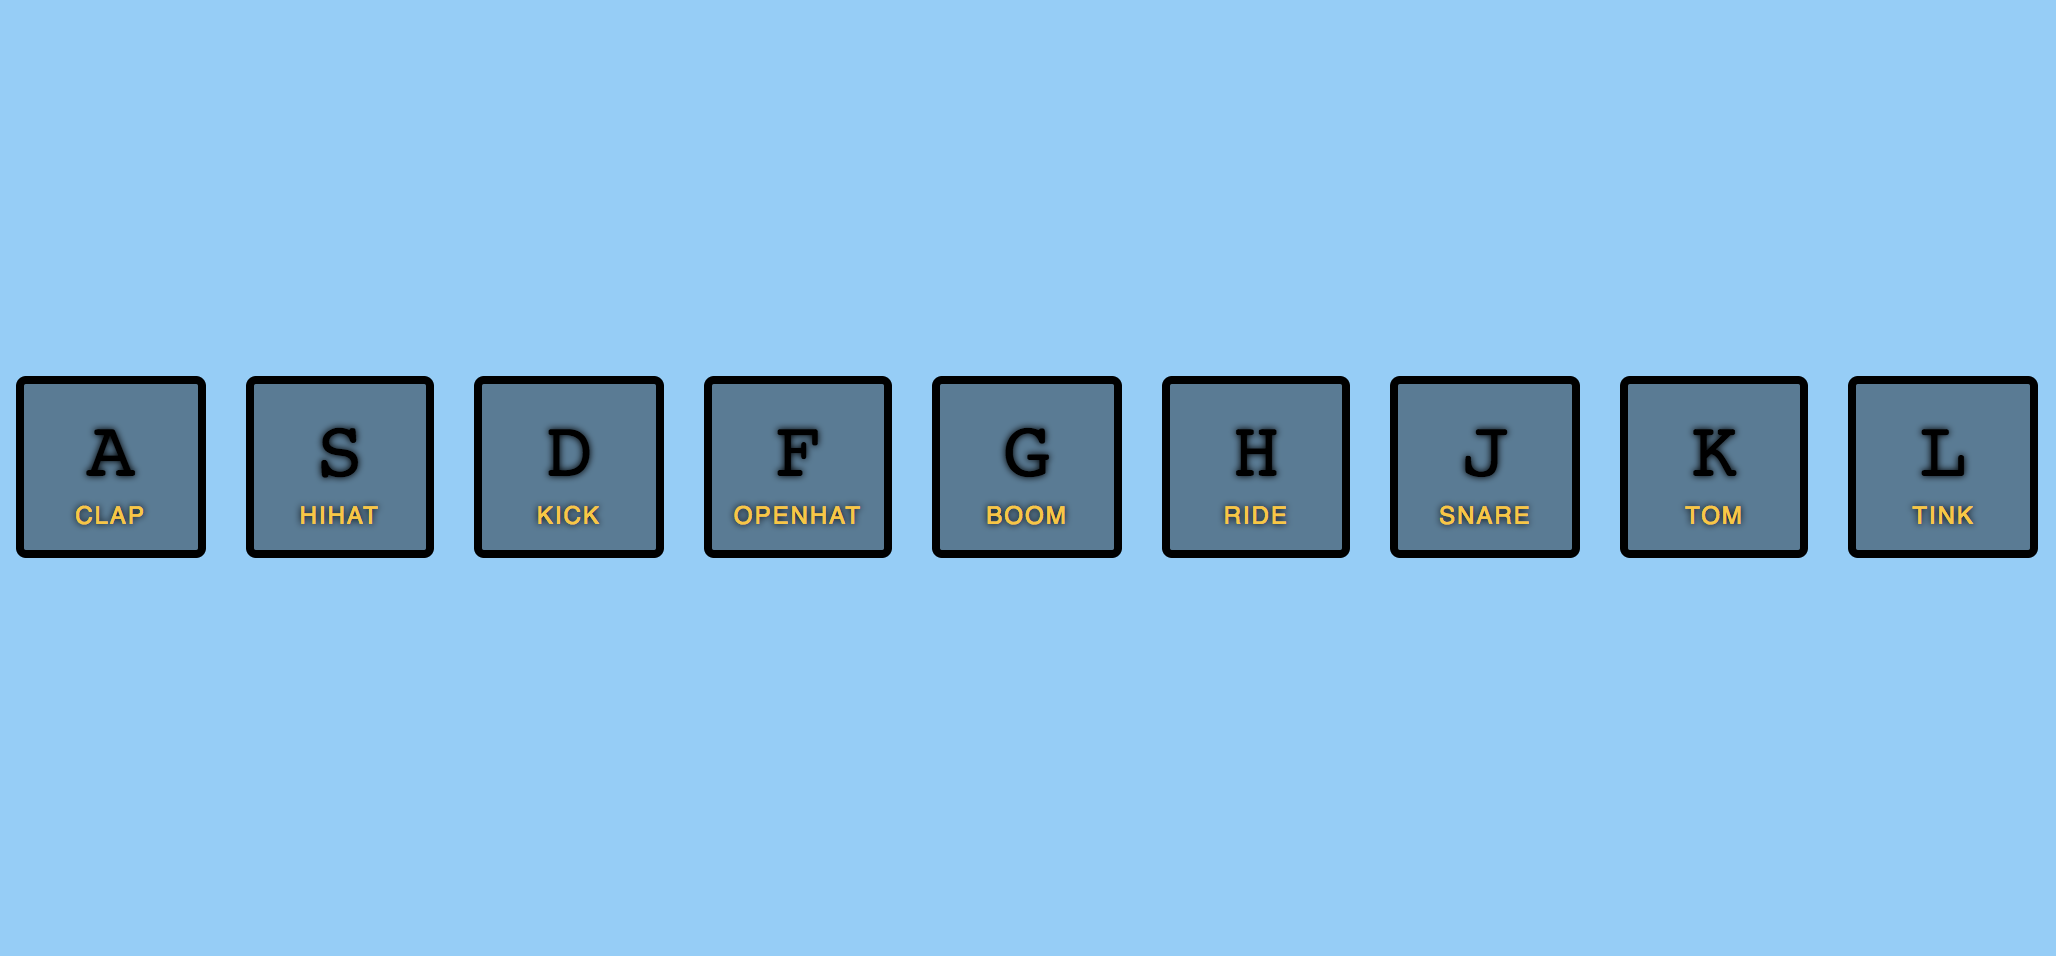 A S D F G H J K L
CLAP HIHAT KICK OPENHAT BOOM RIDE SNARE TOM TINK